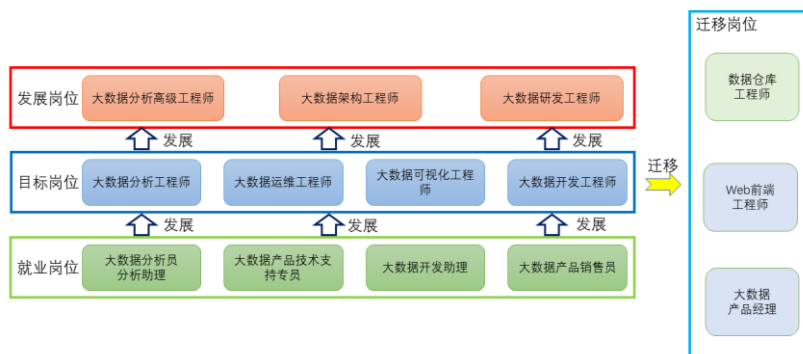 迁移岗位
发展岗位
大数据分析高级工程师
大数据架构工程师
大数据研发工程师
数据仓库
工程师
发展
发展
发展
目标岗位
大数据分析工程师
大数据运维工程师
大数据可视化工程
师
大数据开发工程师
迁移
Web前端
工程师
发展
发展
发展
就业岗位
大数据分析员
分析助理
大数据产品技术支
持专员
大数据开发助理
大数据产品销售员
大数据
产品经理